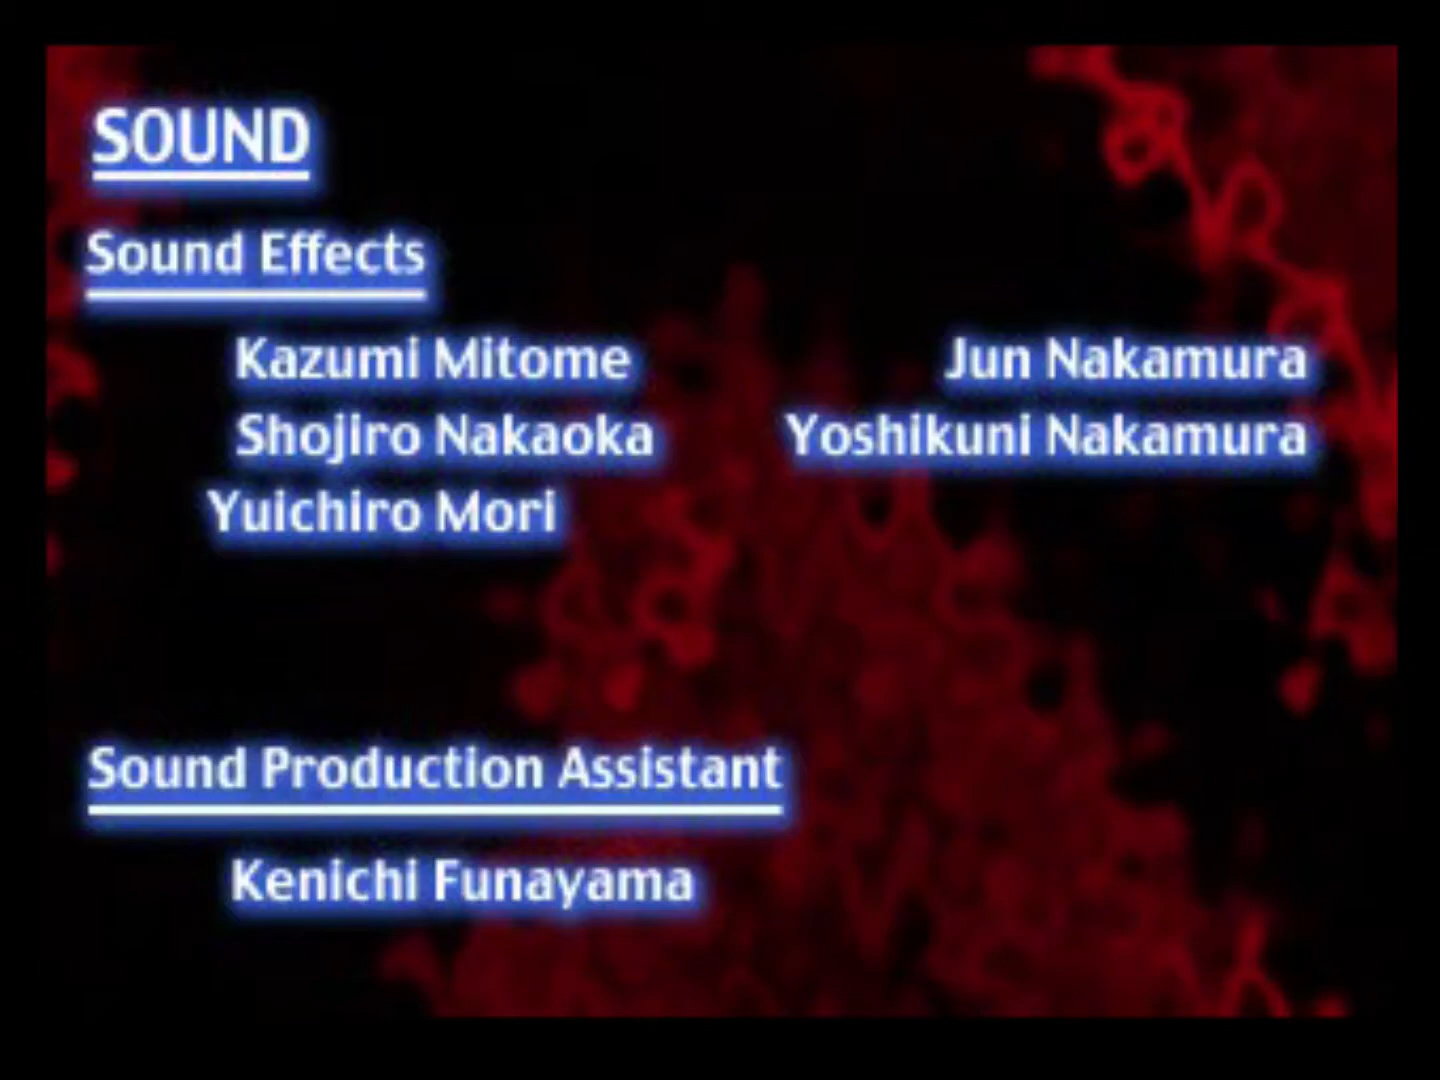 SOUND
Sound Effects
Kazumi Mitome Jun Nakamura
Shojiro Nakaoka Yoshikuni Nakamura
Yuichiro Mori
Sound Production Assistant
Kenichi Funayama